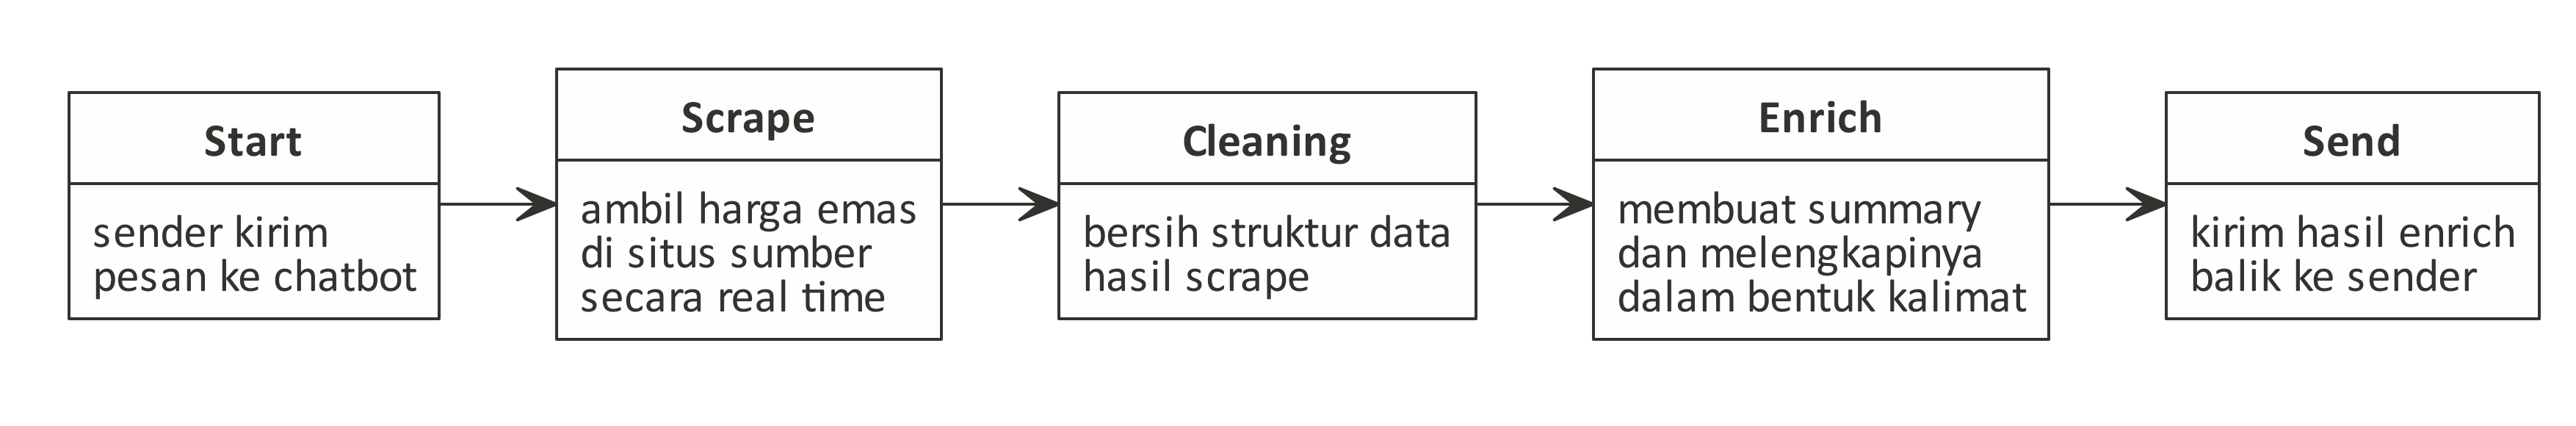 Start
sender kirim
pesan ke chatbot
Scrape
ambil harga emas
di situs sumber
secara real time
Cleaning
bersih struktur data
hasil scrape
Enrich
membuat summary
dan melengkapinya
dalam bentuk kalimat
Send
kirim hasil enrich
balik ke sender